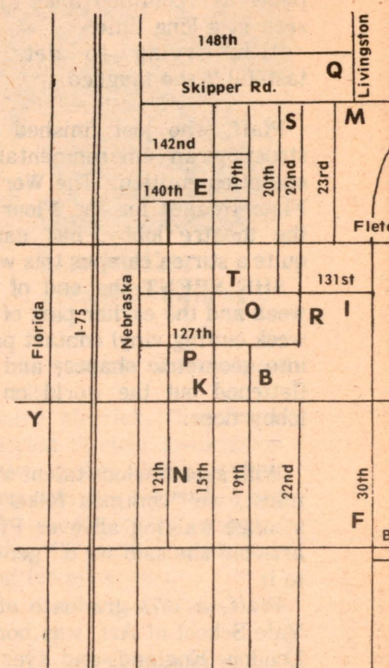 148th
Livingston
Q
Skipper Rd.
S
M
142nd
19th
20th
22nd
23rd
140th
E
Fletc
T
131st
Florida
I-75
Nebraska
O
R
I
127th
P
K
B
Y
12th
N
15th
19th
22nd
30th
F
B